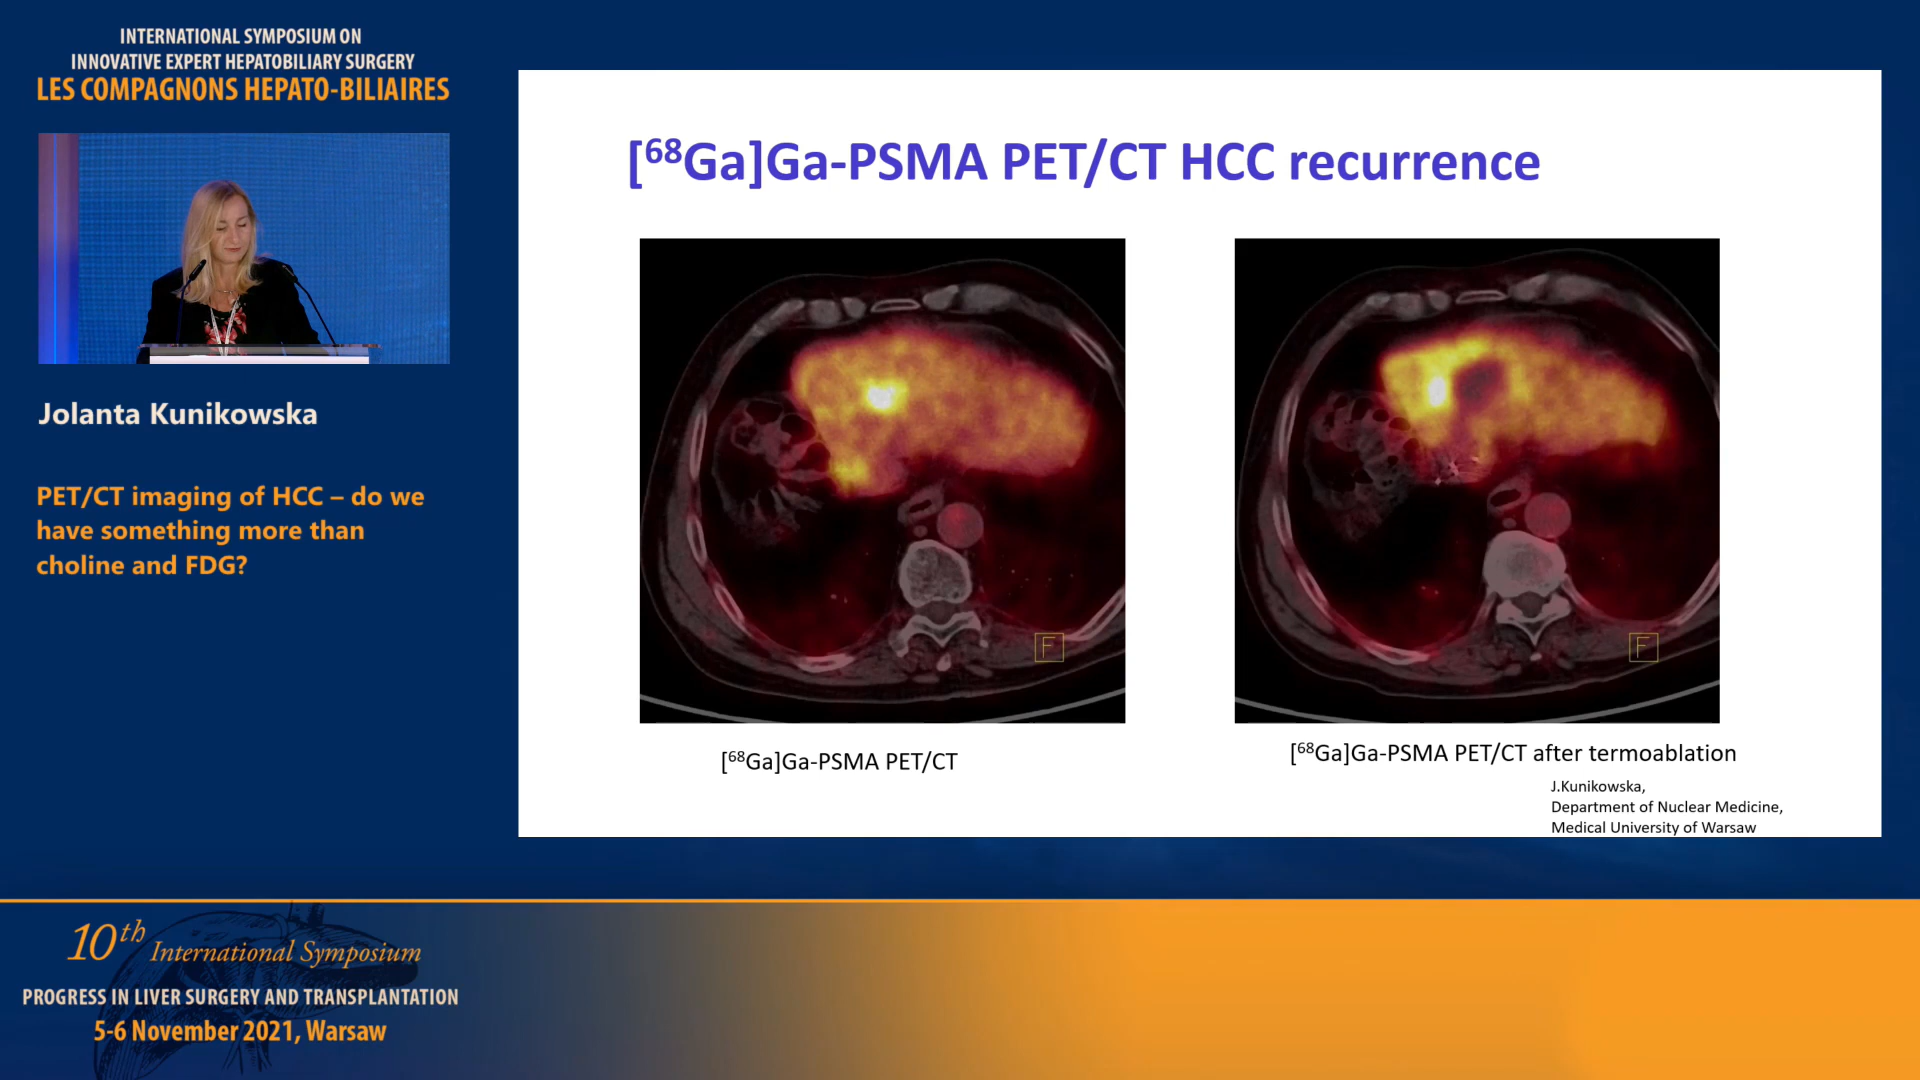 INTERNATIONAL SYMPOSIUM ON
INNOVATIVE EXPERT HEPATOBILIARY SURGERY
LES COMPAGNONS HEPATO-BILIAIRES
Jolanta Kunikowska
PET/CT imaging of HCC – do we
have something more than
choline and FDG?
[⁶⁸Ga]Ga-PSMA PET/CT HCC recurrence
F
F
[⁶⁸Ga]Ga-PSMA PET/CT
[⁶⁸Ga]Ga-PSMA PET/CT after termoablation
J.Kunikowska,
Department of Nuclear Medicine,
Medical University of Warsaw
10th International Symposium
PROGRESS IN LIVER SURGERY AND TRANSPLANTATION
5-6 November 2021, Warsaw